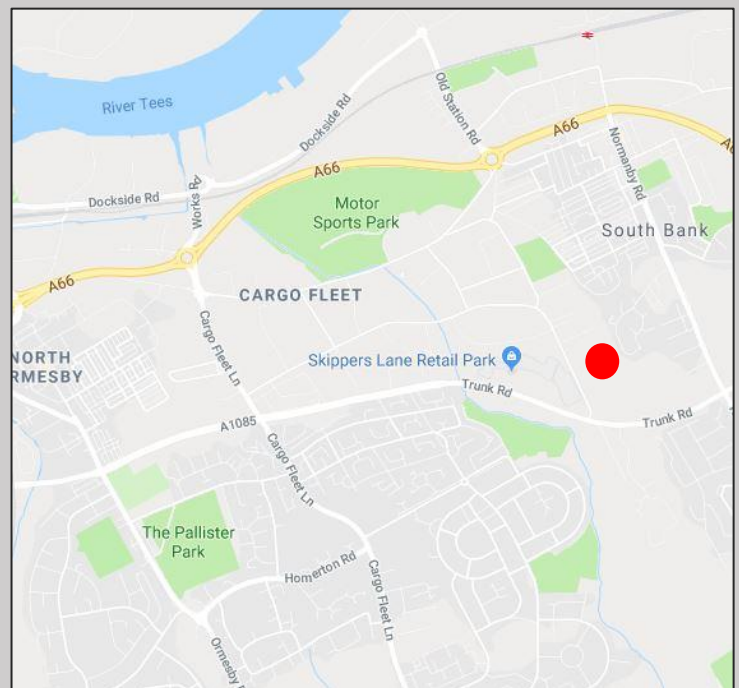 River Tees
Dockside Rd
Old Station Rd
A66
Normanby Rd
A66
Dockside Rd
Works Rd
A66
Motor
Sports Park
South Bank
A66
CARGO FLEET
NORTH
RMESBY
Cargo Fleet Ln
Skippers Lane Retail Park
Trunk Rd
Trunk Rd
A1085
Cargo Fleet Ln
The Pallister
Park
Homerton Rd
Cargo Fleet Ln
Ormesby